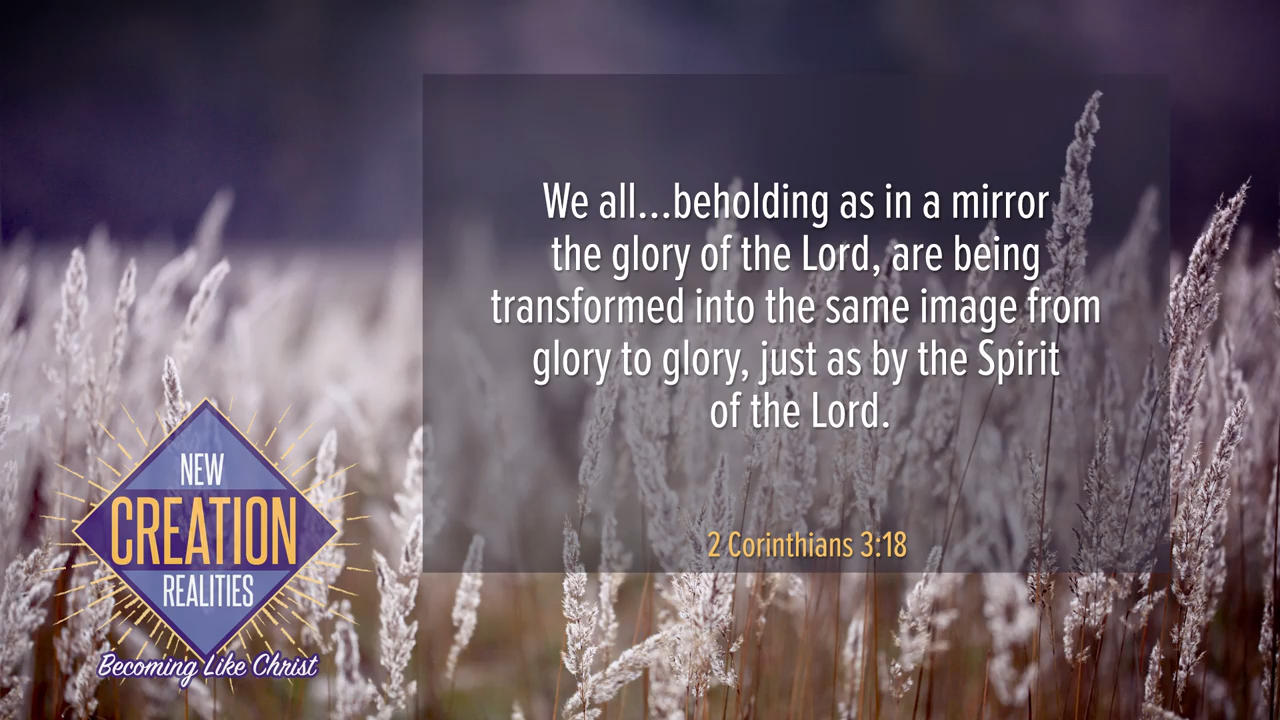 We all...beholding as in a mirror
the glory of the Lord, are being
transformed into the same image from
glory to glory, just as by the Spirit
of the Lord.
2 Corinthians 3:18
NEW
CREATION
REALITIES
Becoming Like Christ